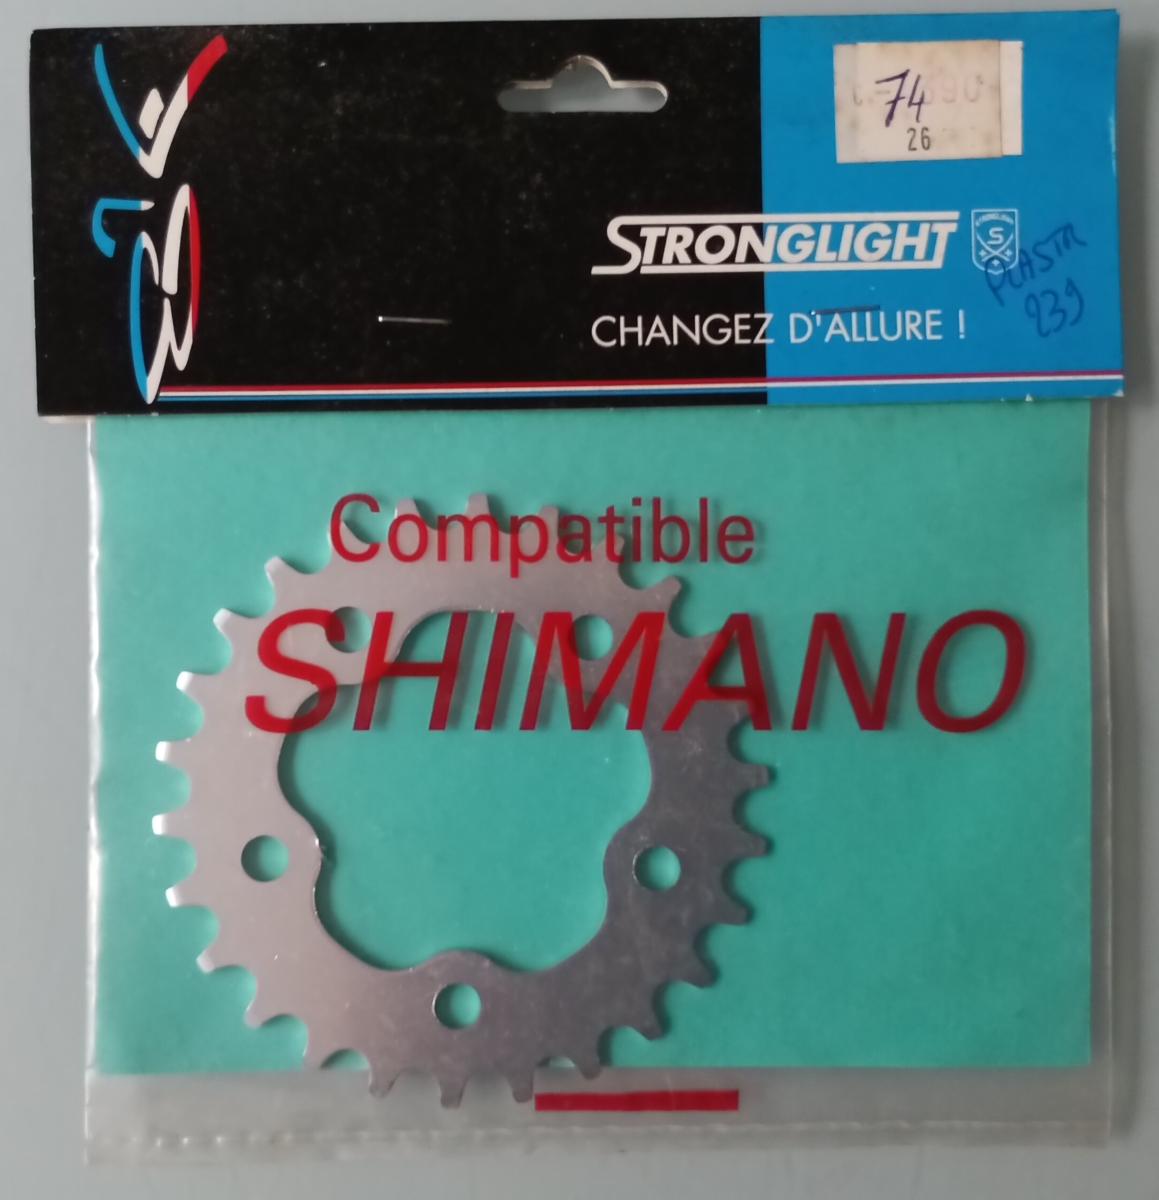 74
26
STRONGLIGHT
S
CHANGEZ D'ALLURE !
PLASTR
239
Compatible
SHIMANO